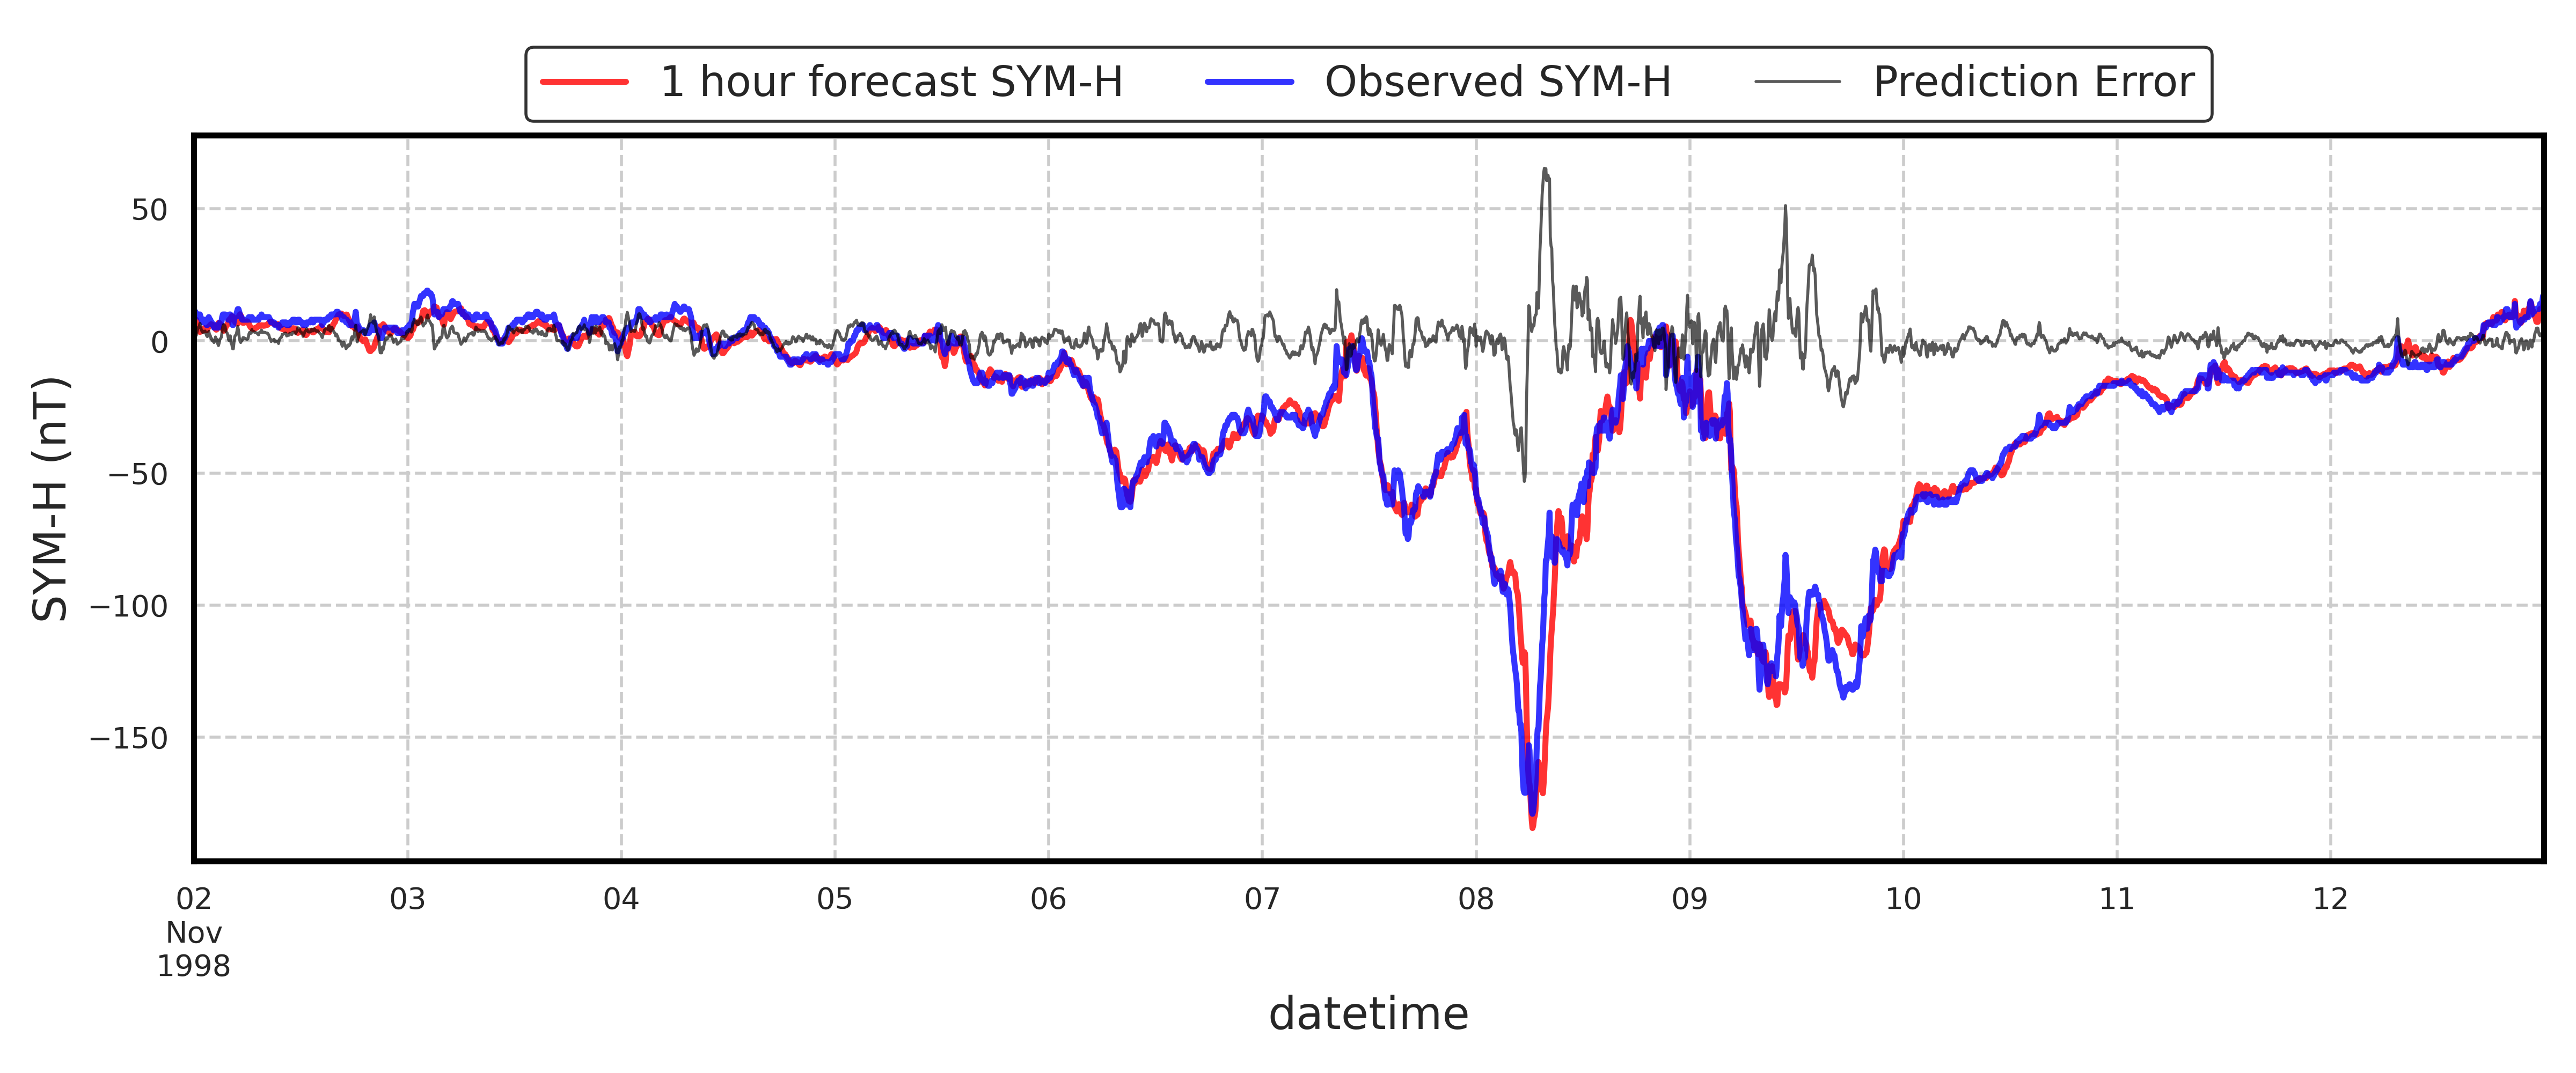 1 hour forecast SYM-H Observed SYM-H Prediction Error
50
0
−50
−100
−150
SYM-H (nT)
02 03 04 05 06 07 08 09 10 11 12
Nov
1998
datetime